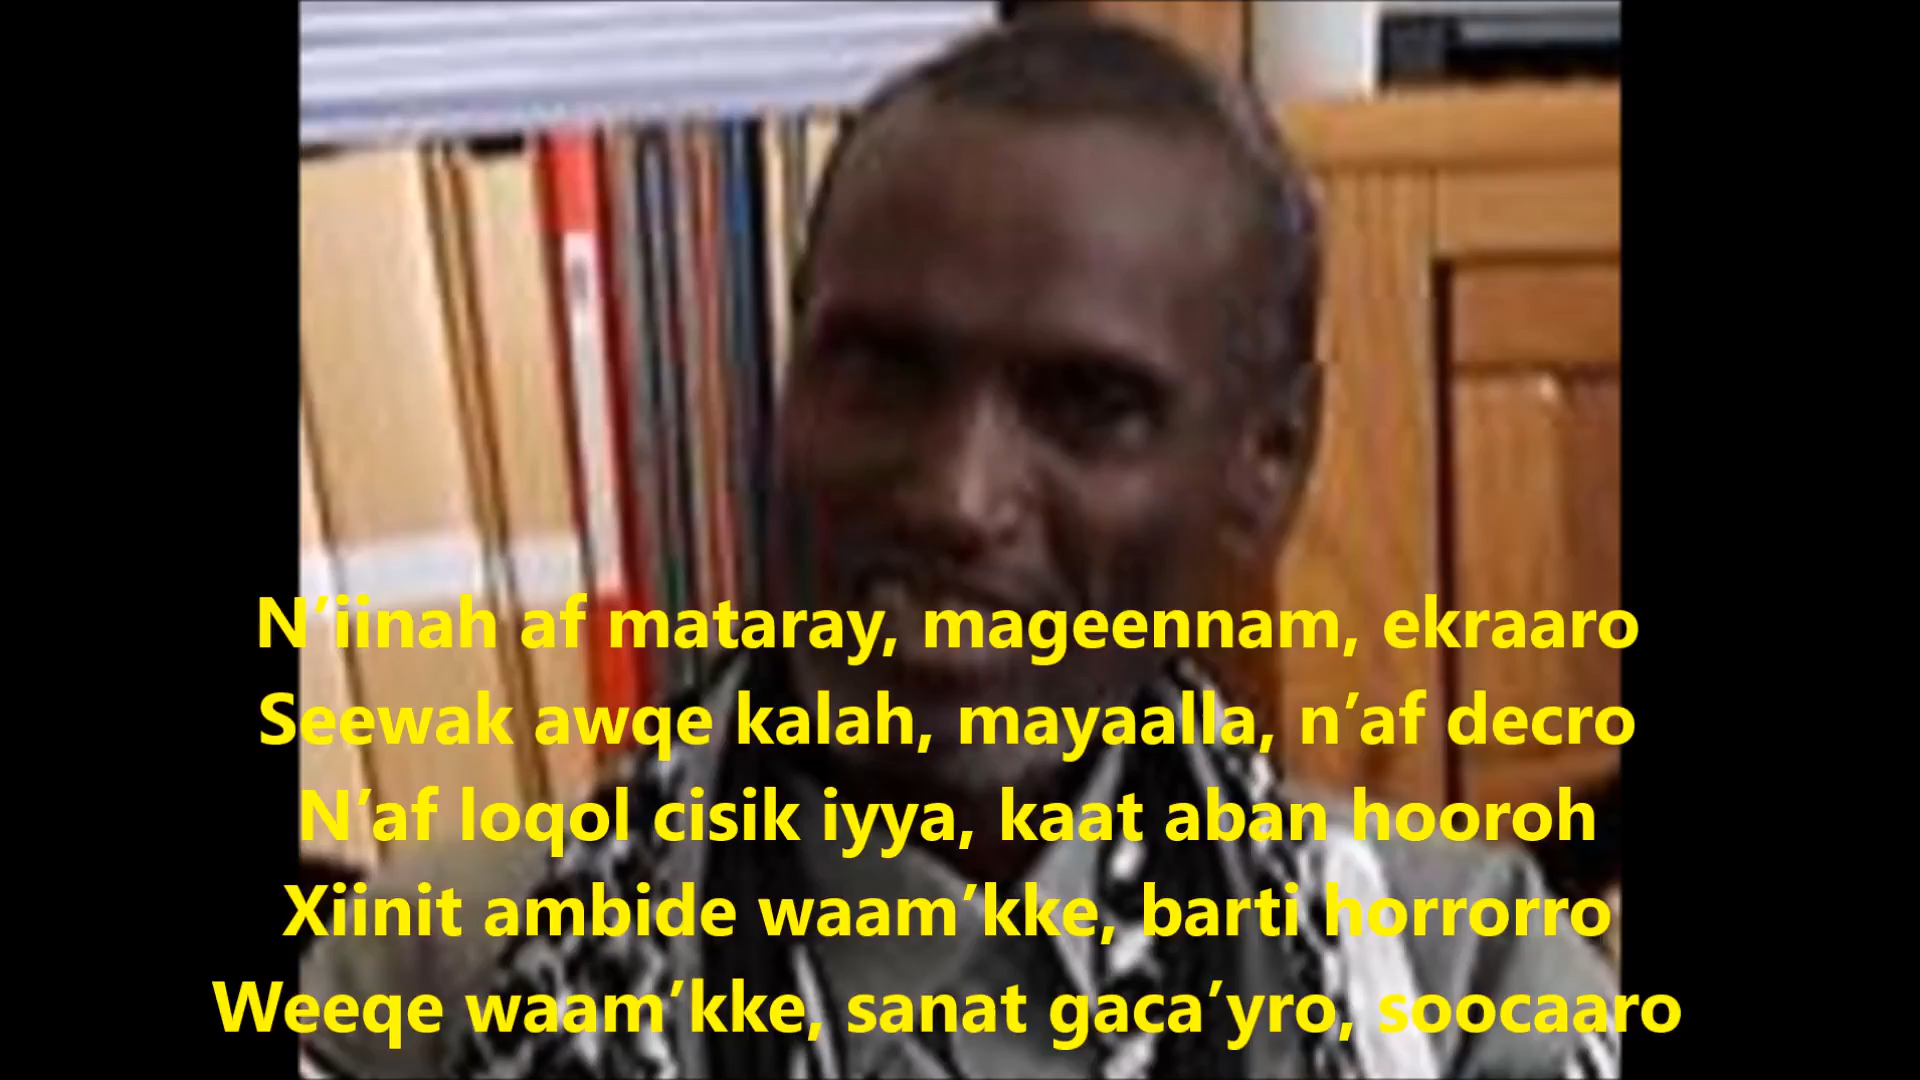 N’iinah af mataray, mageennam, ekraaro
Seewak awqe kalah, mayaalla, n’af decro
N’af loqol cisik iyya, kaat aban hooroh
Xiinit ambide waam’kke, barti horrorro
Weeqe waam’kke, sanat gaca’yro, soocaaro